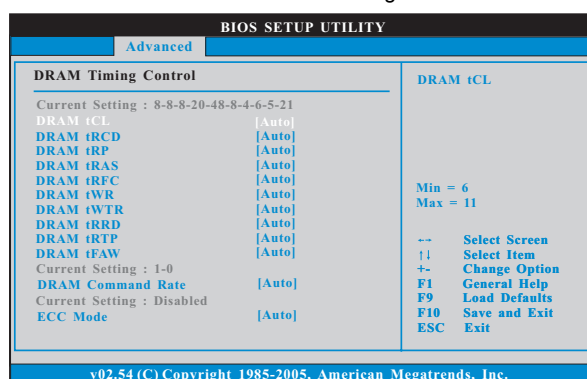 BIOS SETUP UTILITY
Advanced
DRAM Timing Control
Current Setting : 8-8-8-20-48-8-4-6-5-21
DRAM tCL [Auto]
DRAM tRCD [Auto]
DRAM tRP [Auto]
DRAM tRAS [Auto]
DRAM tRFC [Auto]
DRAM tWR [Auto]
DRAM tWTR [Auto]
DRAM tRRD [Auto]
DRAM tRTP [Auto]
DRAM tFAW [Auto]
Current Setting : 1-0
DRAM Command Rate [Auto]
Current Setting : Disabled
ECC Mode [Auto]
DRAM tCL
Min = 6
Max = 11
←→ Select Screen
↑↓ Select Item
+- Change Option
F1 General Help
F9 Load Defaults
F10 Save and Exit
ESC Exit
v02.54 (C) Copyright 1985-2005, American Megatrends, Inc.